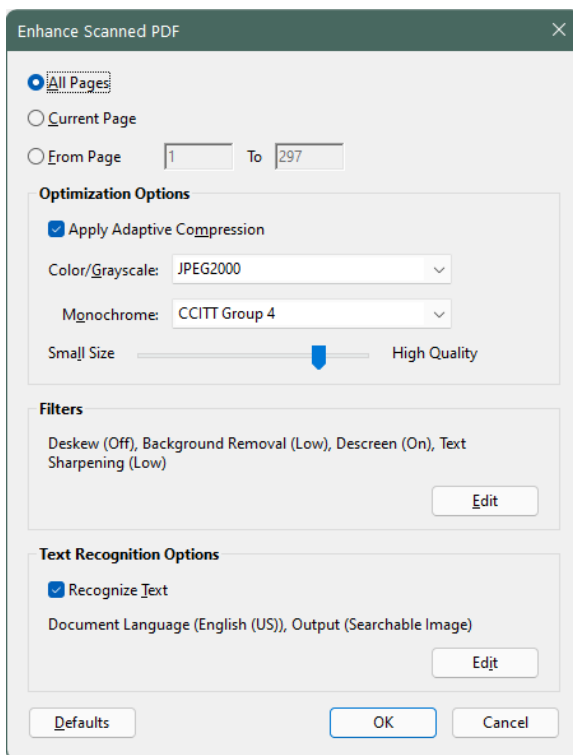 Enhance Scanned PDF
All Pages
Current Page
From Page 1 To 297
Optimization Options
Apply Adaptive Compression
Color/Grayscale: JPEG2000
Monochrome: CCITT Group 4
Small Size High Quality
Filters
Deskew (Off), Background Removal (Low), Descreen (On), Text
Sharpening (Low)
Edit
Text Recognition Options
Recognize Text
Document Language (English (US)), Output (Searchable Image)
Edit
Defaults OK Cancel